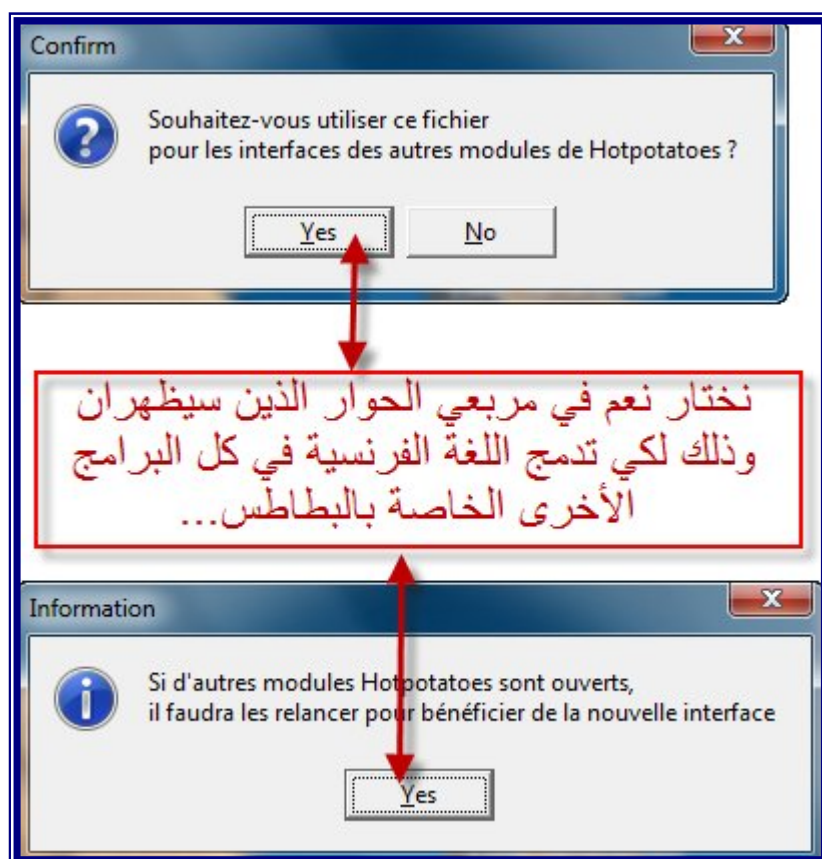 Confirm
Souhaitez-vous utiliser ce fichier
pour les interfaces des autres modules de Hotpotatoes ?
Yes No
نختار نعم في مربعي الحوار الذين سيظهران
وذلك لكي تدمج اللغة الفرنسية في كل البرامج
الأخرى الخاصة بالبطاطس...
Information
Si d'autres modules Hotpotatoes sont ouverts,
il faudra les relancer pour bénéficier de la nouvelle interface
Yes